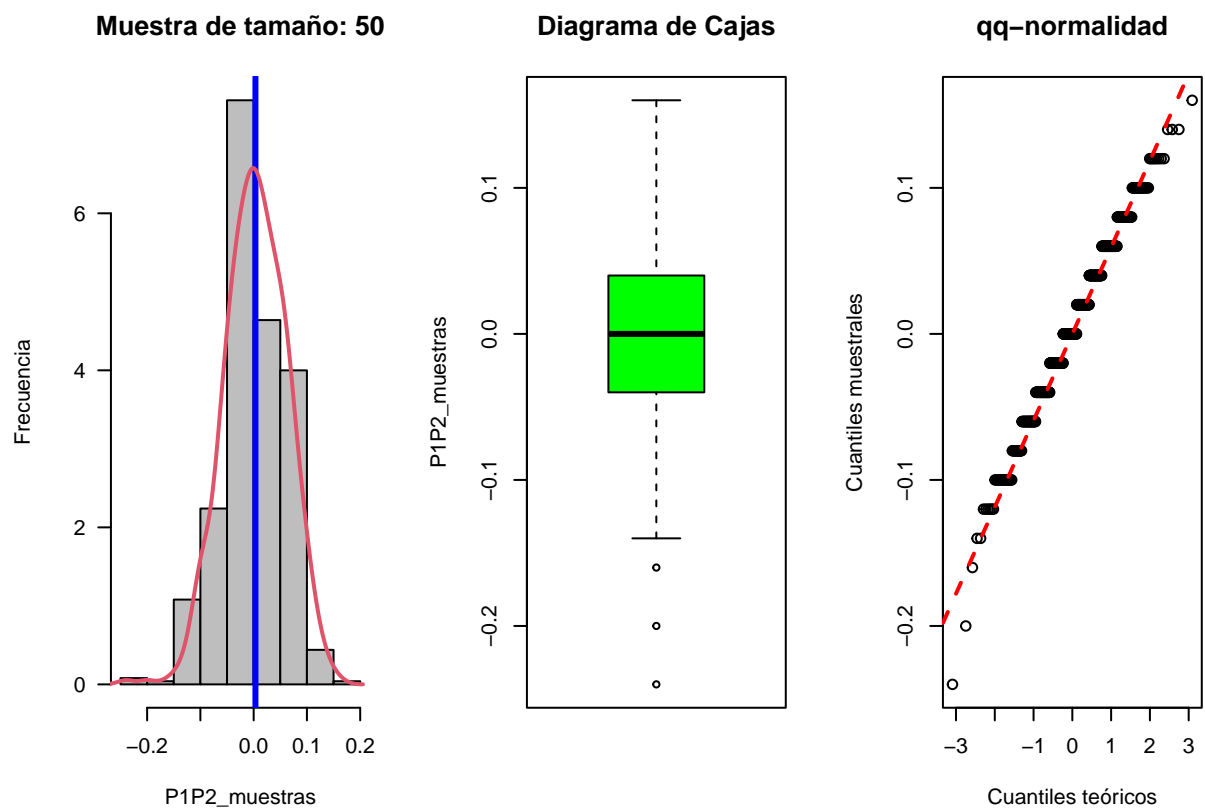 Muestra de tamaño: 50
Frecuencia
6
4
2
0
−0.2
0.0
0.1
0.2
P1P2_muestras
Diagrama de Cajas
P1P2_muestras
0.1
0.0
−0.1
−0.2
qq−normalidad
Cuantiles muestrales
0.1
0.0
−0.1
−0.2
−3
−1
0
1
2
3
Cuantiles teóricos